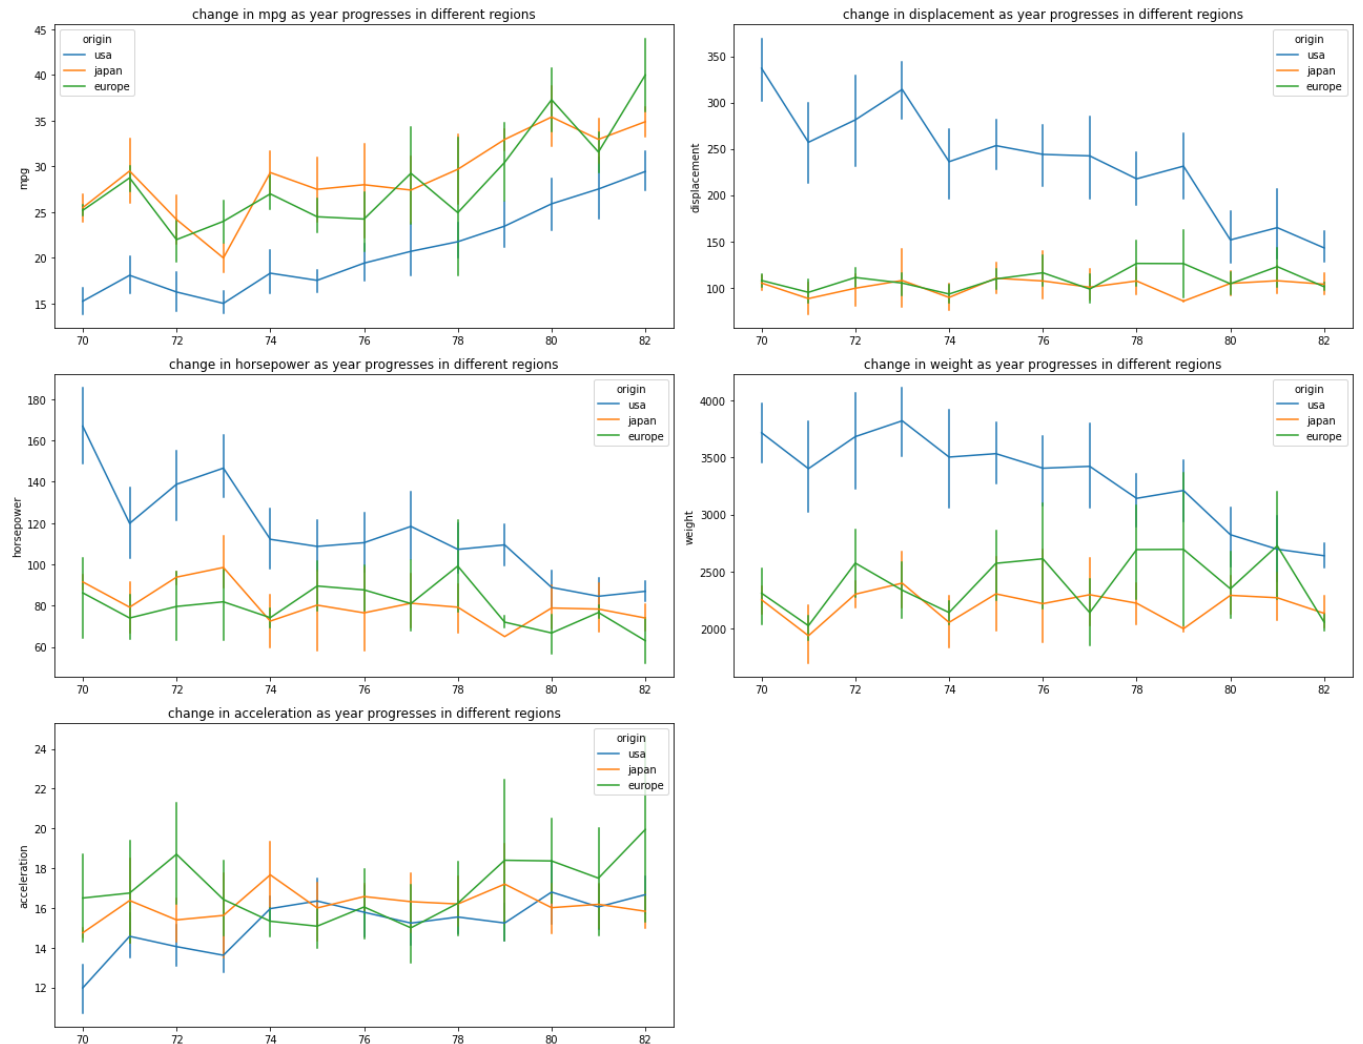 change in mpg as year progresses in different regions
45
40
35
30
25
20
15
mpg
origin
usa
japan
europe
70 72 74 76 78 80 82
change in displacement as year progresses in different regions
350
300
250
200
150
100
displacement
origin
usa
japan
europe
70 72 74 76 78 80 82
change in horsepower as year progresses in different regions
180
160
140
120
100
80
60
horsepower
origin
usa
japan
europe
70 72 74 76 78 80 82
change in weight as year progresses in different regions
4000
3500
3000
2500
2000
weight
origin
usa
japan
europe
70 72 74 76 78 80 82
change in acceleration as year progresses in different regions
24
22
20
18
16
14
12
acceleration
origin
usa
japan
europe
70 72 74 76 78 80 82